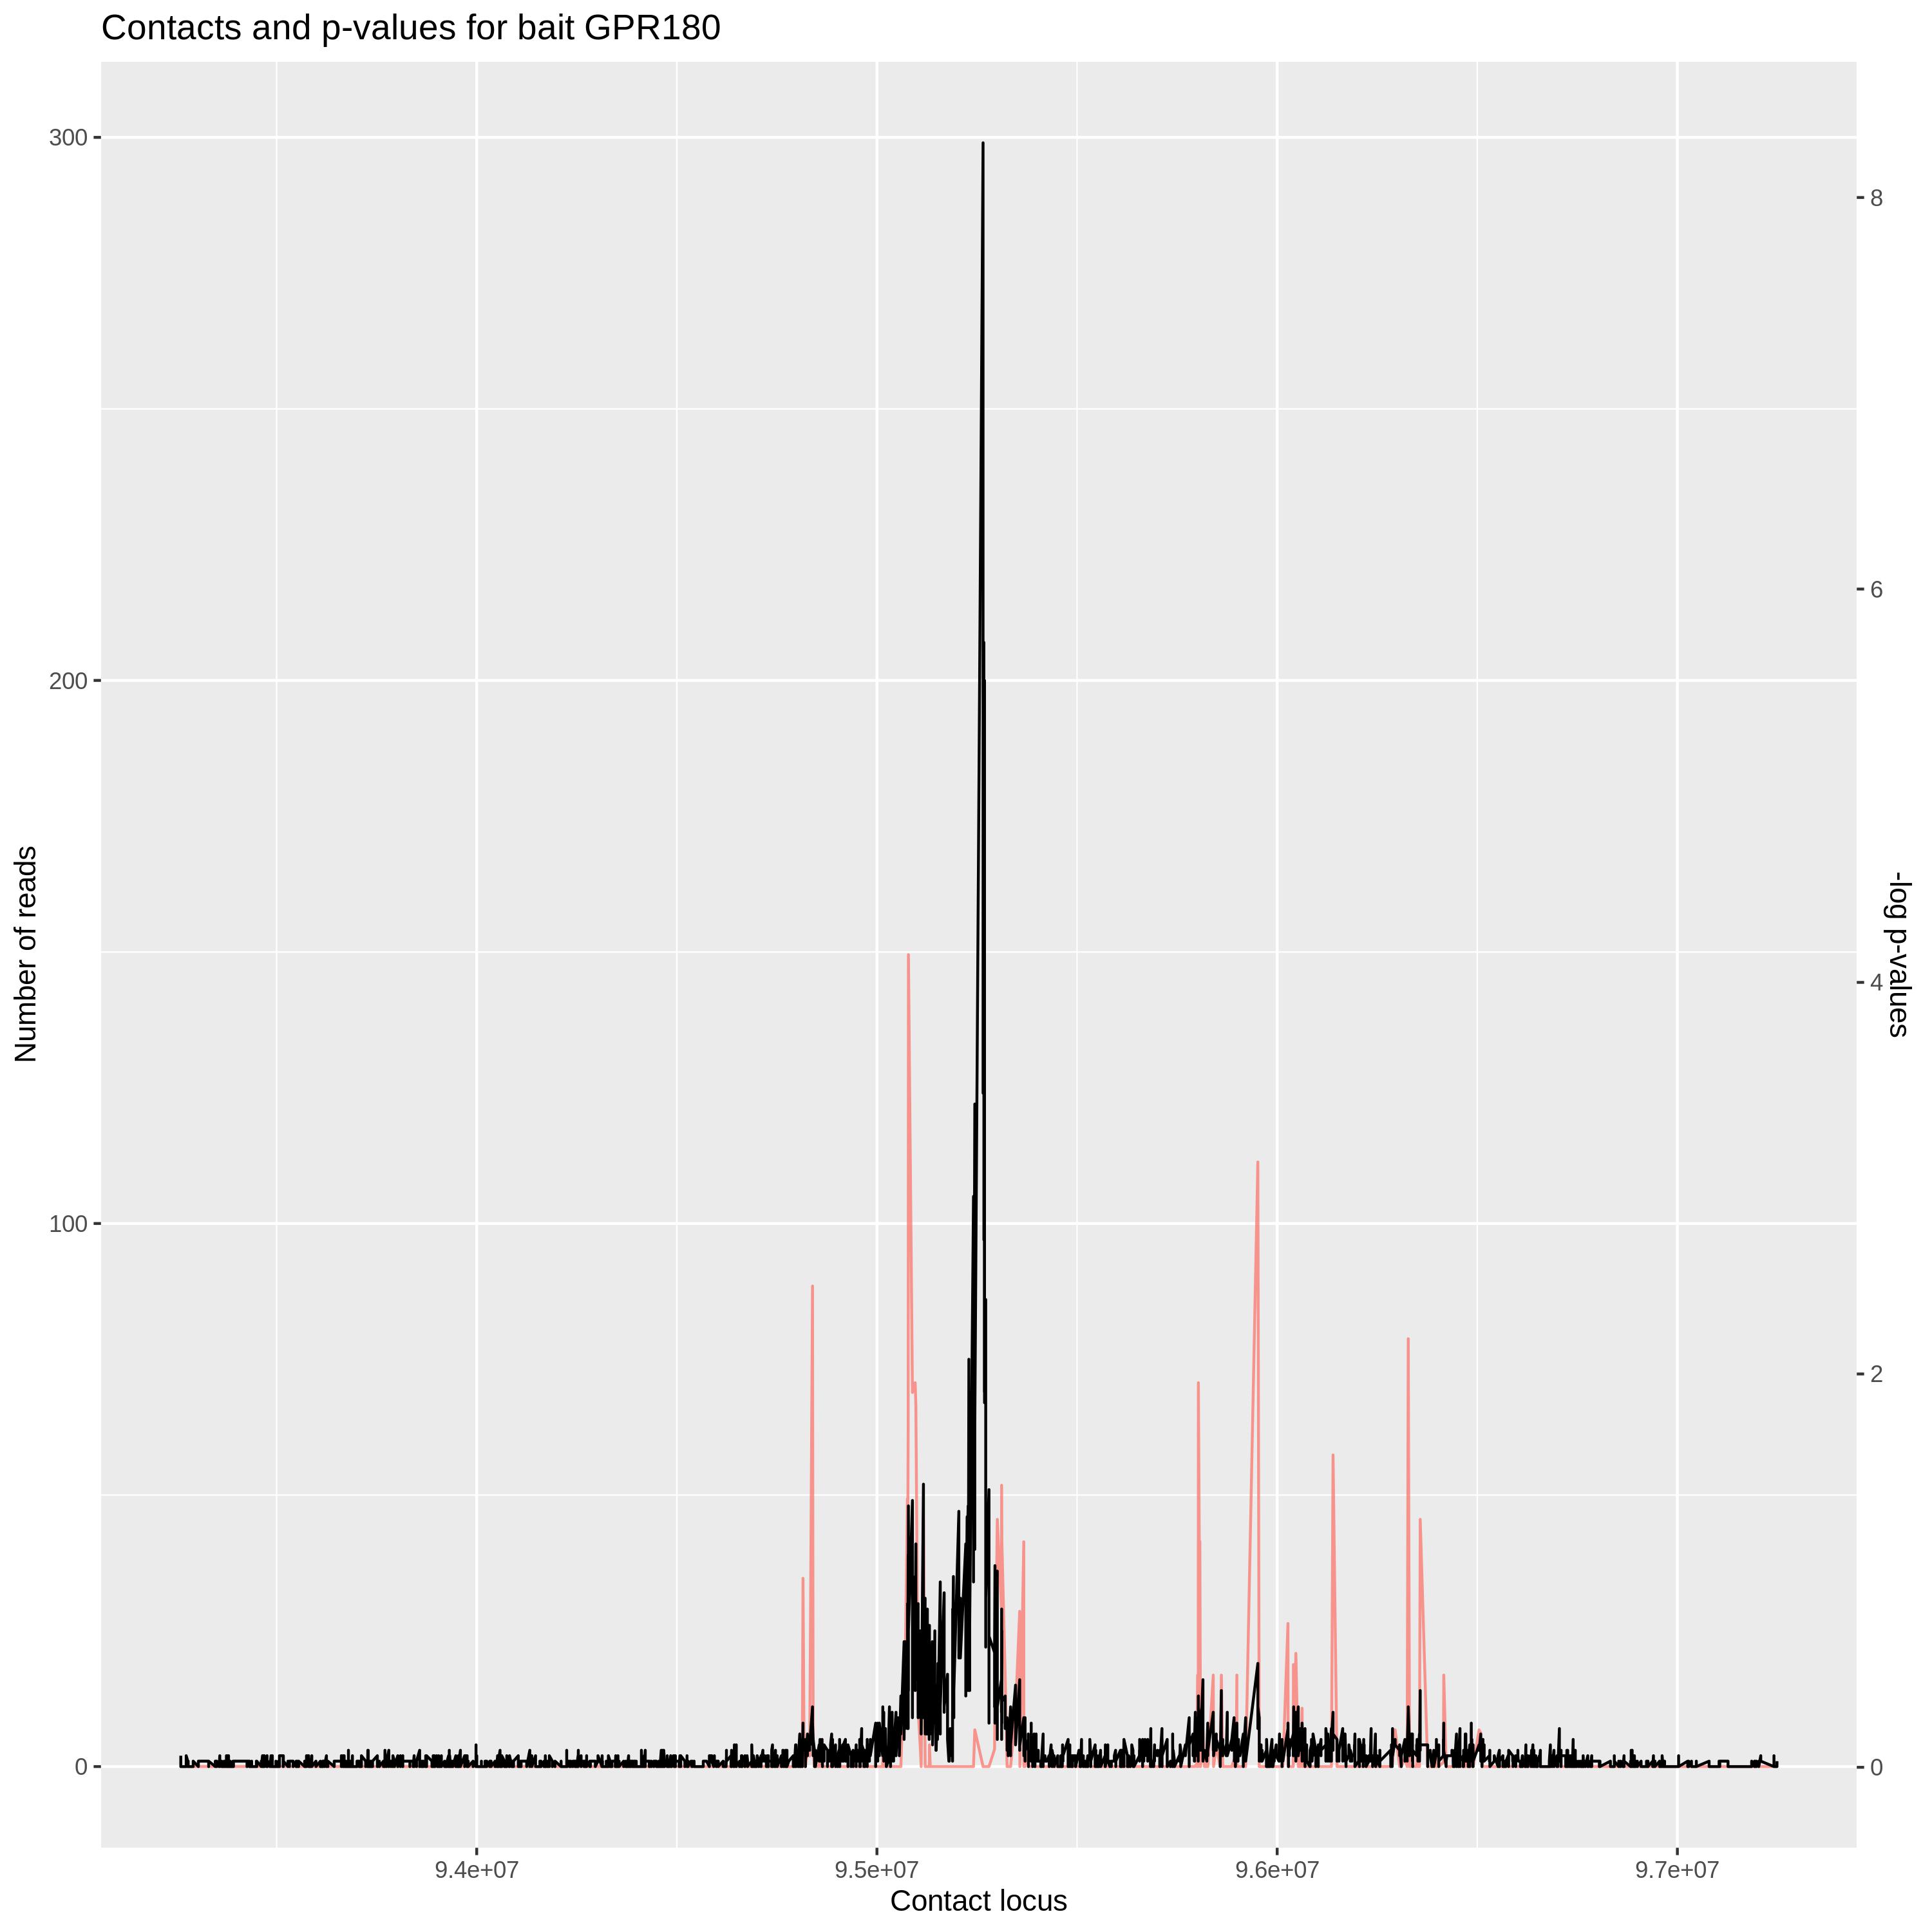 Contacts and p-values for bait GPR180
300
200
100
0
Number of reads
8
6
4
2
0
-log p-values
9.4e+07
9.5e+07
9.6e+07
9.7e+07
Contact locus